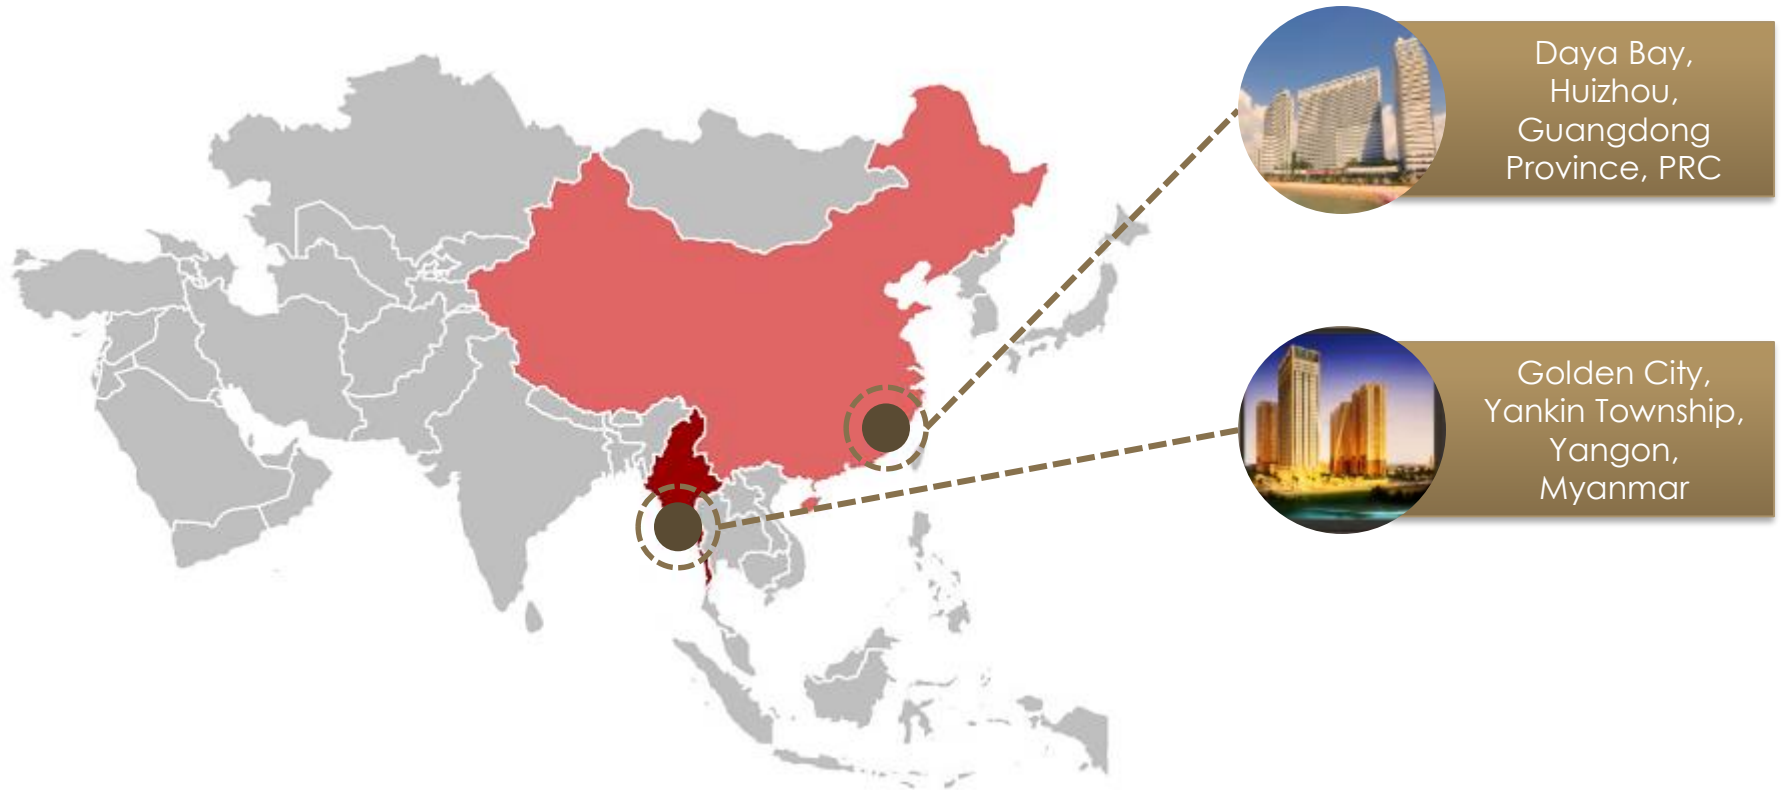 Daya Bay,
Huizhou,
Guangdong
Province, PRC
Golden City,
Yankin Township,
Yangon,
Myanmar